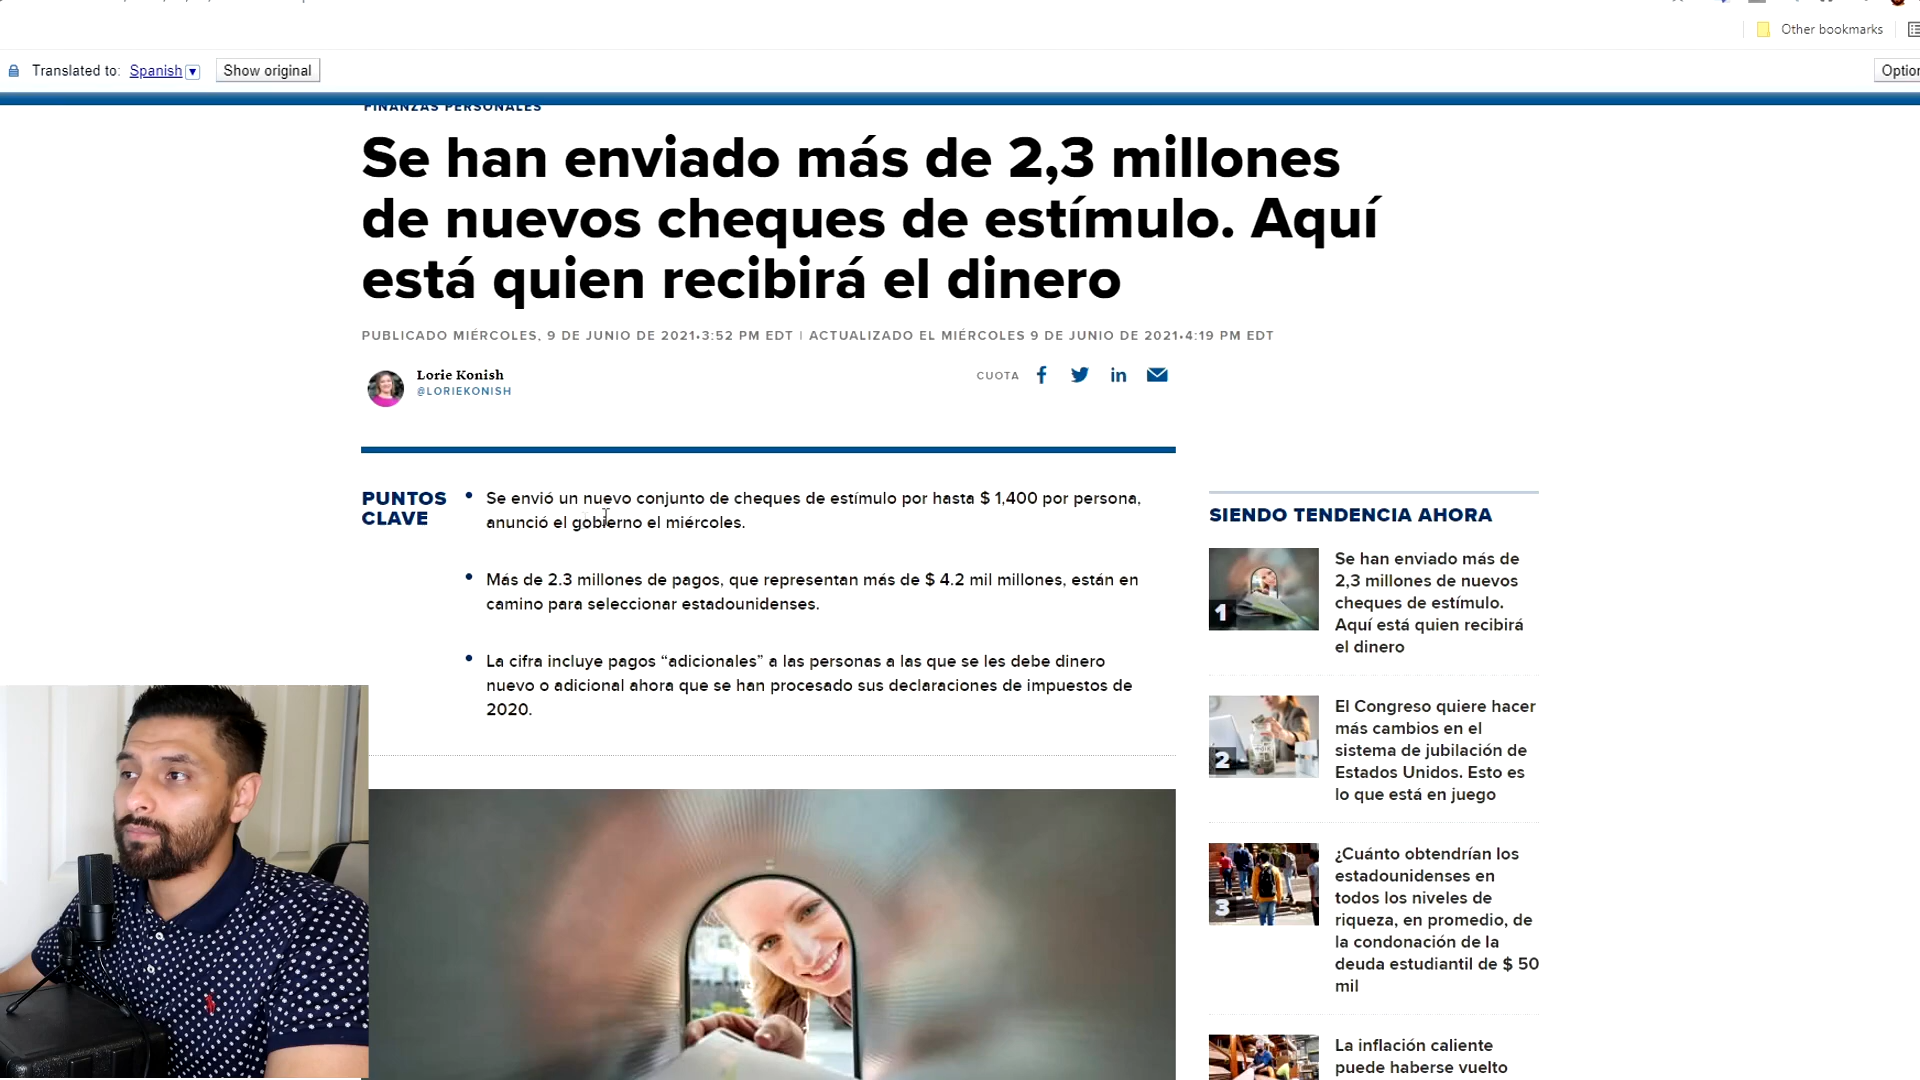 Other bookmarks
Translated to: Spanish Show original
FINANZAS PERSONALES
Se han enviado más de 2,3 millones
de nuevos cheques de estímulo. Aquí
está quien recibirá el dinero
PUBLICADO MIÉRCOLES, 9 DE JUNIO DE 2021•3:52 PM EDT | ACTUALIZADO EL MIÉRCOLES 9 DE JUNIO DE 2021•4:19 PM EDT
Lorie Konish
@LORIEKONISH
CUOTA
PUNTOS
CLAVE
• Se envió un nuevo conjunto de cheques de estímulo por hasta $ 1,400 por persona,
anunció el gobierno el miércoles.
• Más de 2.3 millones de pagos, que representan más de $ 4.2 mil millones, están en
camino para seleccionar estadounidenses.
• La cifra incluye pagos “adicionales” a las personas a las que se les debe dinero
nuevo o adicional ahora que se han procesado sus declaraciones de impuestos de
2020.
SIENDO TENDENCIA AHORA
1
Se han enviado más de
2,3 millones de nuevos
cheques de estímulo.
Aquí está quien recibirá
el dinero
2
El Congreso quiere hacer
más cambios en el
sistema de jubilación de
Estados Unidos. Esto es
lo que está en juego
3
¿Cuánto obtendrían los
estadounidenses en
todos los niveles de
riqueza, en promedio, de
la condonación de la
deuda estudiantil de $ 50
mil
La inflación caliente
puede haberse vuelto